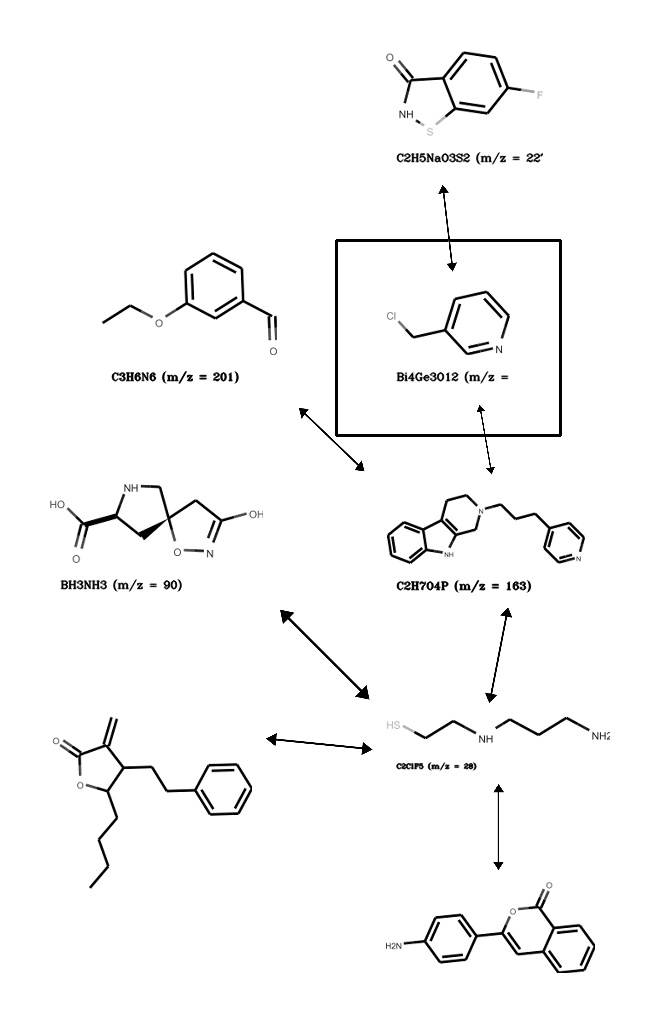 O
NH
S
F
C2H5NaO3S2 (m/z = 22
O
O
C3H6N6 (m/z = 201)
Cl
N
Bi4Ge3O12 (m/z =
HO
O
NH
O
N
OH
BH3NH3 (m/z = 90)
N
NH
N
C2H7O4P (m/z = 163)
O
O
HS
NH
NH2
C2ClF5 (m/z = 28)
H2N
O
O